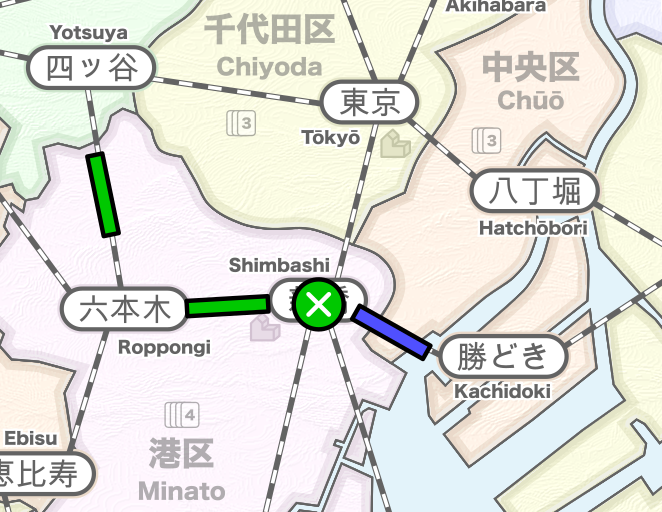 Akihabara
Yotsuya
千代田区
四ッ谷
Chiyoda
中央区
Chūō
東京
3
3
Tōkyō
八丁堀
Hatchōbori
Shimbashi
六本木
Roppongi
勝どき
Kachidoki
4
Ebisu
港区
恵比寿
Minato